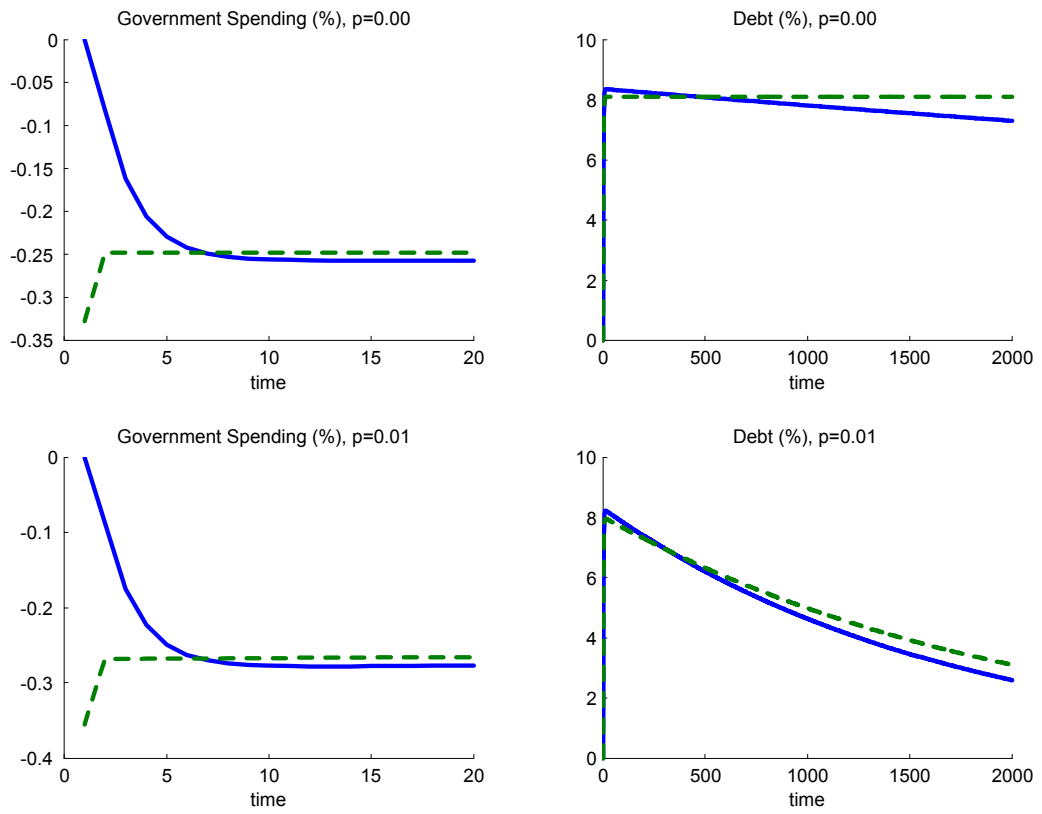 Government Spending (%), p=0.00
0
-0.05
-0.1
-0.15
-0.2
-0.25
-0.3
-0.35
0 5 10 15 20
time
Debt (%), p=0.00
10
8
6
4
2
0
0 500 1000 1500 2000
time
Government Spending (%), p=0.01
0
-0.1
-0.2
-0.3
-0.4
0 5 10 15 20
time
Debt (%), p=0.01
10
8
6
4
2
0
0 500 1000 1500 2000
time